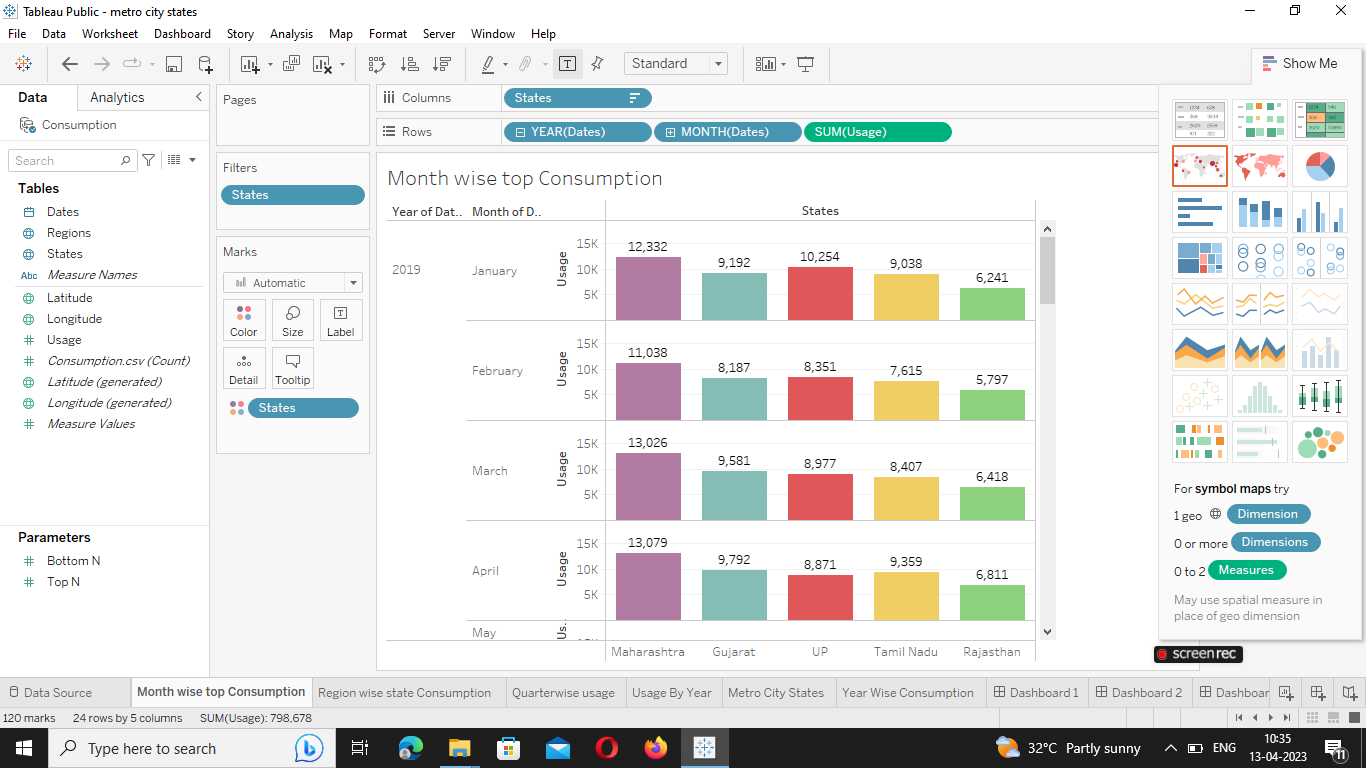 Tableau Public - metro city states
File Data Worksheet Dashboard Story Analysis Map Format Server Window Help
Standard
Show Me
Data Analytics
Consumption
Search
Tables
Dates
Regions
States
Abc Measure Names
Latitude
Longitude
Usage
Consumption.csv (Count)
Latitude (generated)
Longitude (generated)
Measure Values
Parameters
Bottom N
Top N
Pages
Filters
States
Marks
Automatic
Color Size Label
Detail Tooltip
States
Columns States
Rows YEAR(Dates) MONTH(Dates) SUM(Usage)
Month wise top Consumption
Year of Dat.. Month of D.. States
2019 January Usage 15K 10K 5K 12,332 9,192 10,254 9,038 6,241
February Usage 15K 10K 5K 11,038 8,187 8,351 7,615 5,797
March Usage 15K 10K 5K 13,026 9,581 8,977 8,407 6,418
April Usage 15K 10K 5K 13,079 9,792 8,871 9,359 6,811
May Us..
Maharashtra Gujarat UP Tamil Nadu Rajasthan
For symbol maps try
1 geo Dimension
0 or more Dimensions
0 to 2 Measures
May use spatial measure in
place of geo dimension
screenrec
Data Source Month wise top Consumption Region wise state Consumption Quarterwise usage Usage By Year Metro City States Year Wise Consumption Dashboard 1 Dashboard 2 Dashboar
120 marks 24 rows by 5 columns SUM(Usage): 798,678
Type here to search
32°C Partly sunny
ENG
10:35
13-04-2023
11